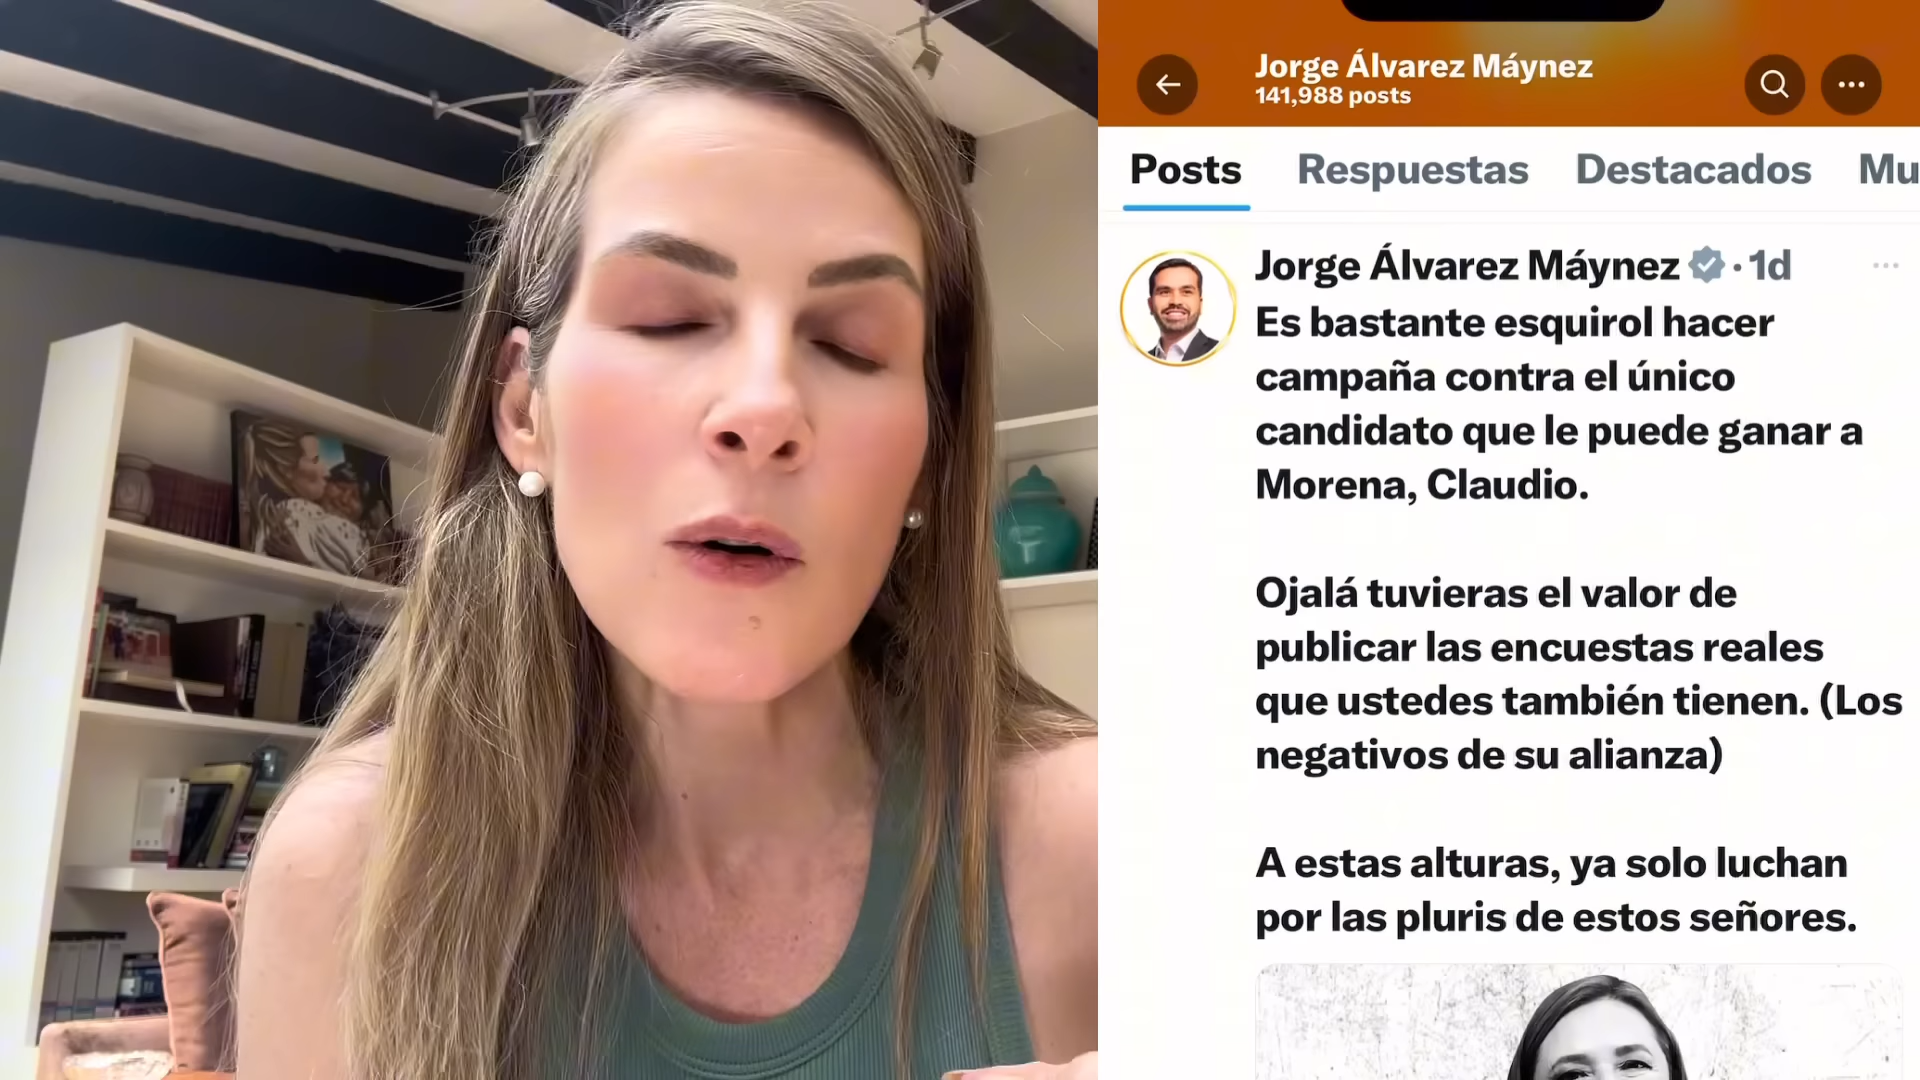 Jorge Álvarez Máynez
141,988 posts
Posts Respuestas Destacados Mu
Jorge Álvarez Máynez · 1d
Es bastante esquirol hacer
campaña contra el único
candidato que le puede ganar a
Morena, Claudio.
Ojalá tuvieras el valor de
publicar las encuestas reales
que ustedes también tienen. (Los
negativos de su alianza)
A estas alturas, ya solo luchan
por las pluris de estos señores.